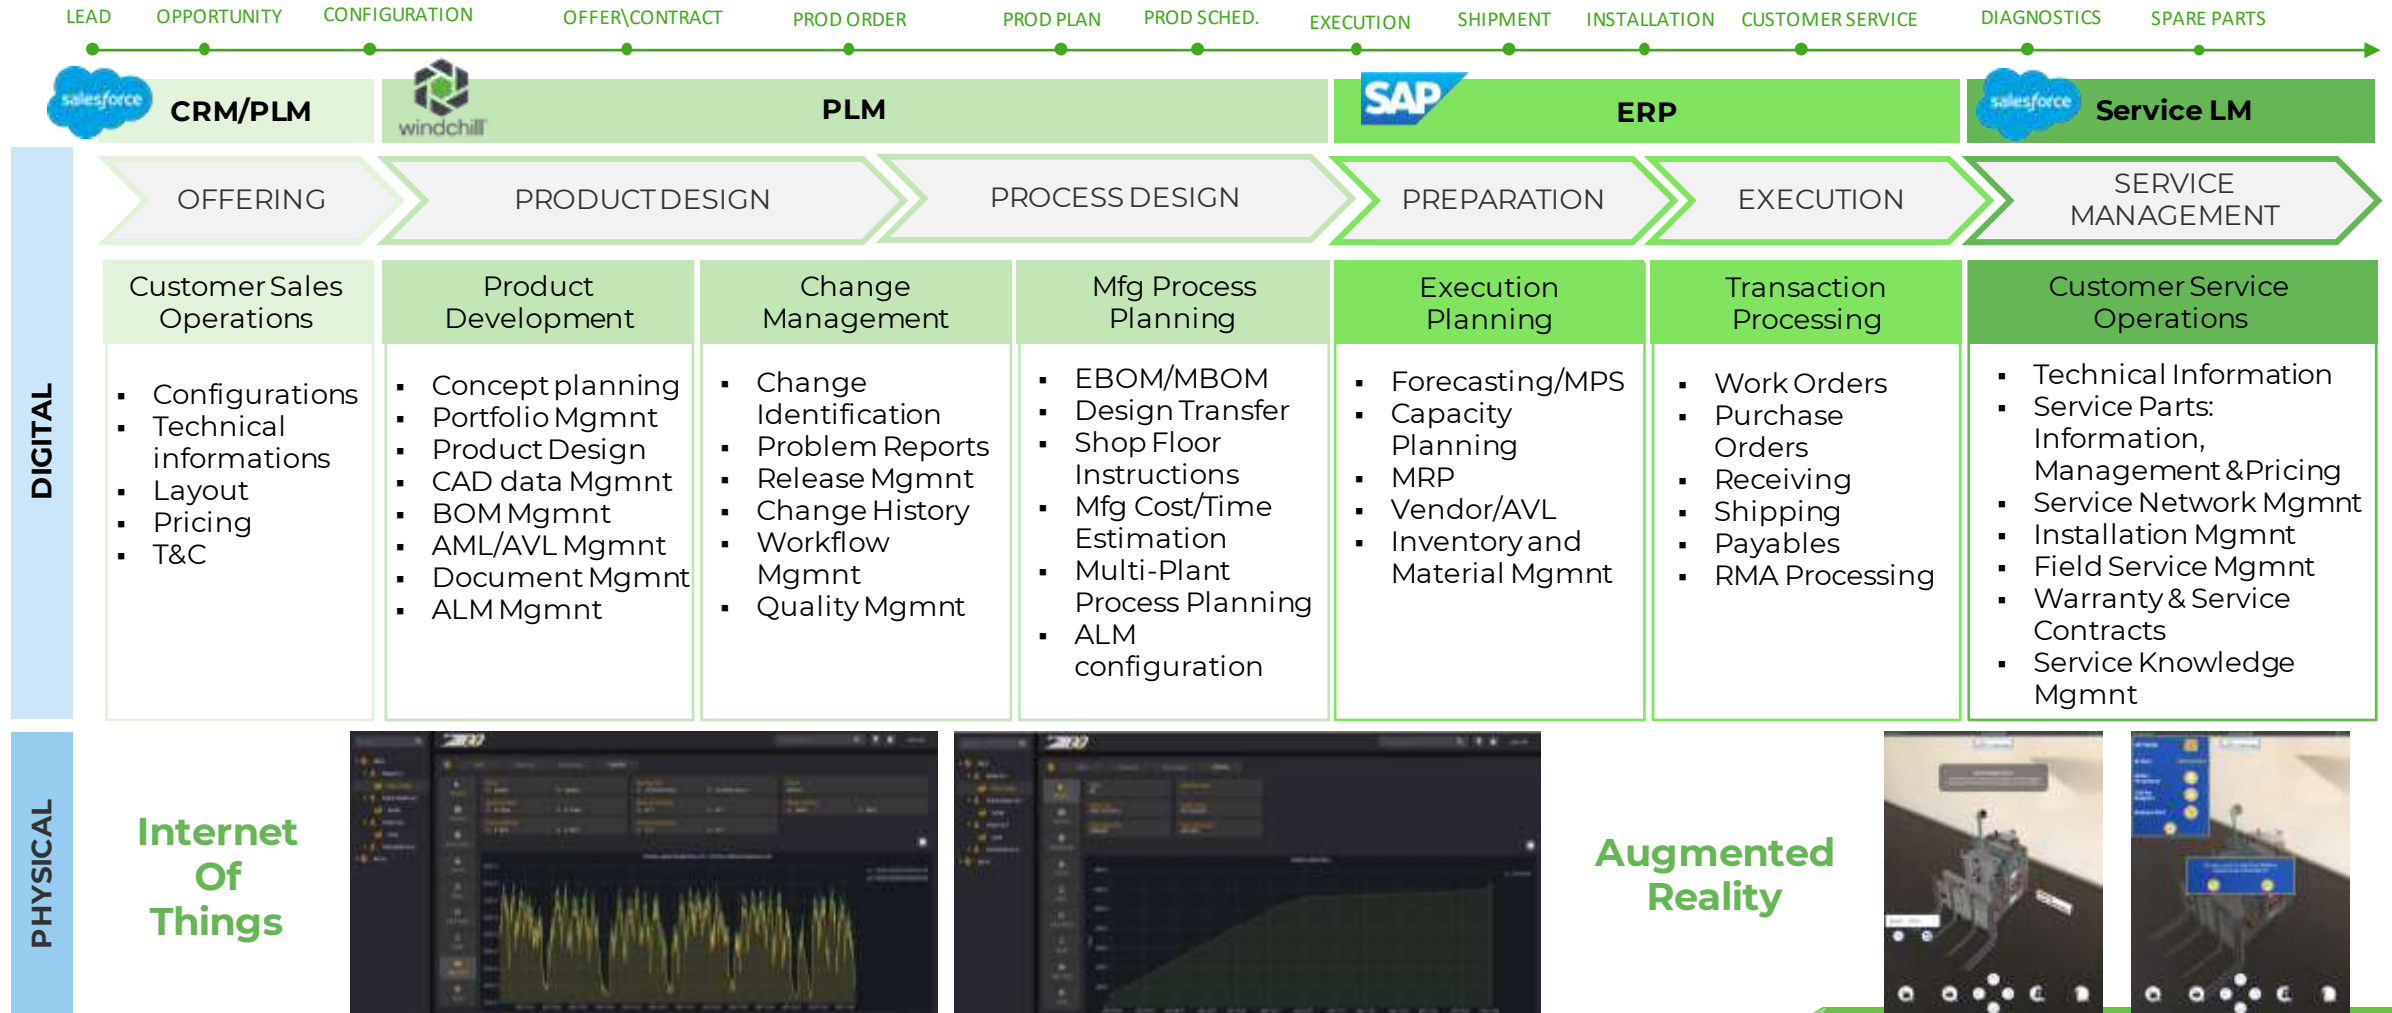 LEAD
OPPORTUNITY
CONFIGURATION
OFFER\CONTRACT
PROD ORDER
PROD PLAN
PROD SCHED.
EXECUTION
SHIPMENT
INSTALLATION
CUSTOMER SERVICE
DIAGNOSTICS
SPARE PARTS
salesforce
CRM/PLM
windchill
PLM
SAP
ERP
salesforce
Service LM
DIGITAL
OFFERING
PRODUCT DESIGN
PROCESS DESIGN
PREPARATION
EXECUTION
SERVICE
MANAGEMENT
Customer Sales
Operations
▪ Configurations
▪ Technical
informations
▪ Layout
▪ Pricing
▪ T&C
Product
Development
▪ Concept planning
▪ Portfolio Mgmnt
▪ Product Design
▪ CAD data Mgmnt
▪ BOM Mgmnt
▪ AML/AVL Mgmnt
▪ Document Mgmnt
▪ ALM Mgmnt
Change
Management
▪ Change
Identification
▪ Problem Reports
▪ Release Mgmnt
▪ Change History
▪ Workflow
Mgmnt
▪ Quality Mgmnt
Mfg Process
Planning
▪ EBOM/MBOM
▪ Design Transfer
▪ Shop Floor
Instructions
▪ Mfg Cost/Time
Estimation
▪ Multi-Plant
Process Planning
▪ ALM
configuration
Execution
Planning
▪ Forecasting/MPS
▪ Capacity
Planning
▪ MRP
▪ Vendor/AVL
▪ Inventory and
Material Mgmnt
Transaction
Processing
▪ Work Orders
▪ Purchase
Orders
▪ Receiving
▪ Shipping
▪ Payables
▪ RMA Processing
Customer Service
Operations
▪ Technical Information
▪ Service Parts:
Information,
Management &Pricing
▪ Service Network Mgmnt
▪ Installation Mgmnt
▪ Field Service Mgmnt
▪ Warranty & Service
Contracts
▪ Service Knowledge
Mgmnt
PHYSICAL
Internet
Of
Things
Augmented
Reality